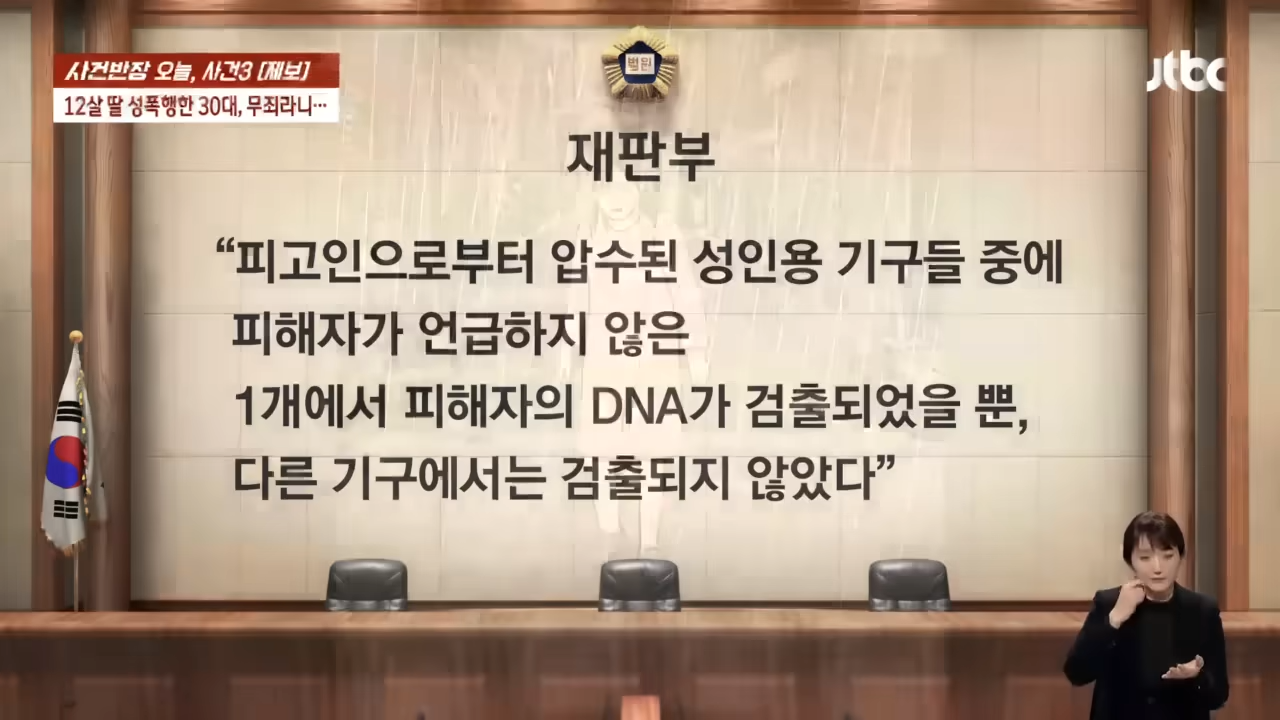 사건반장 오늘, 사건3 [제보]
12살 딸 성폭행한 30대, 무죄라니…
jtbc
법원
재판부
“피고인으로부터 압수된 성인용 기구들 중에
피해자가 언급하지 않은
1개에서 피해자의 DNA가 검출되었을 뿐,
다른 기구에서는 검출되지 않았다”